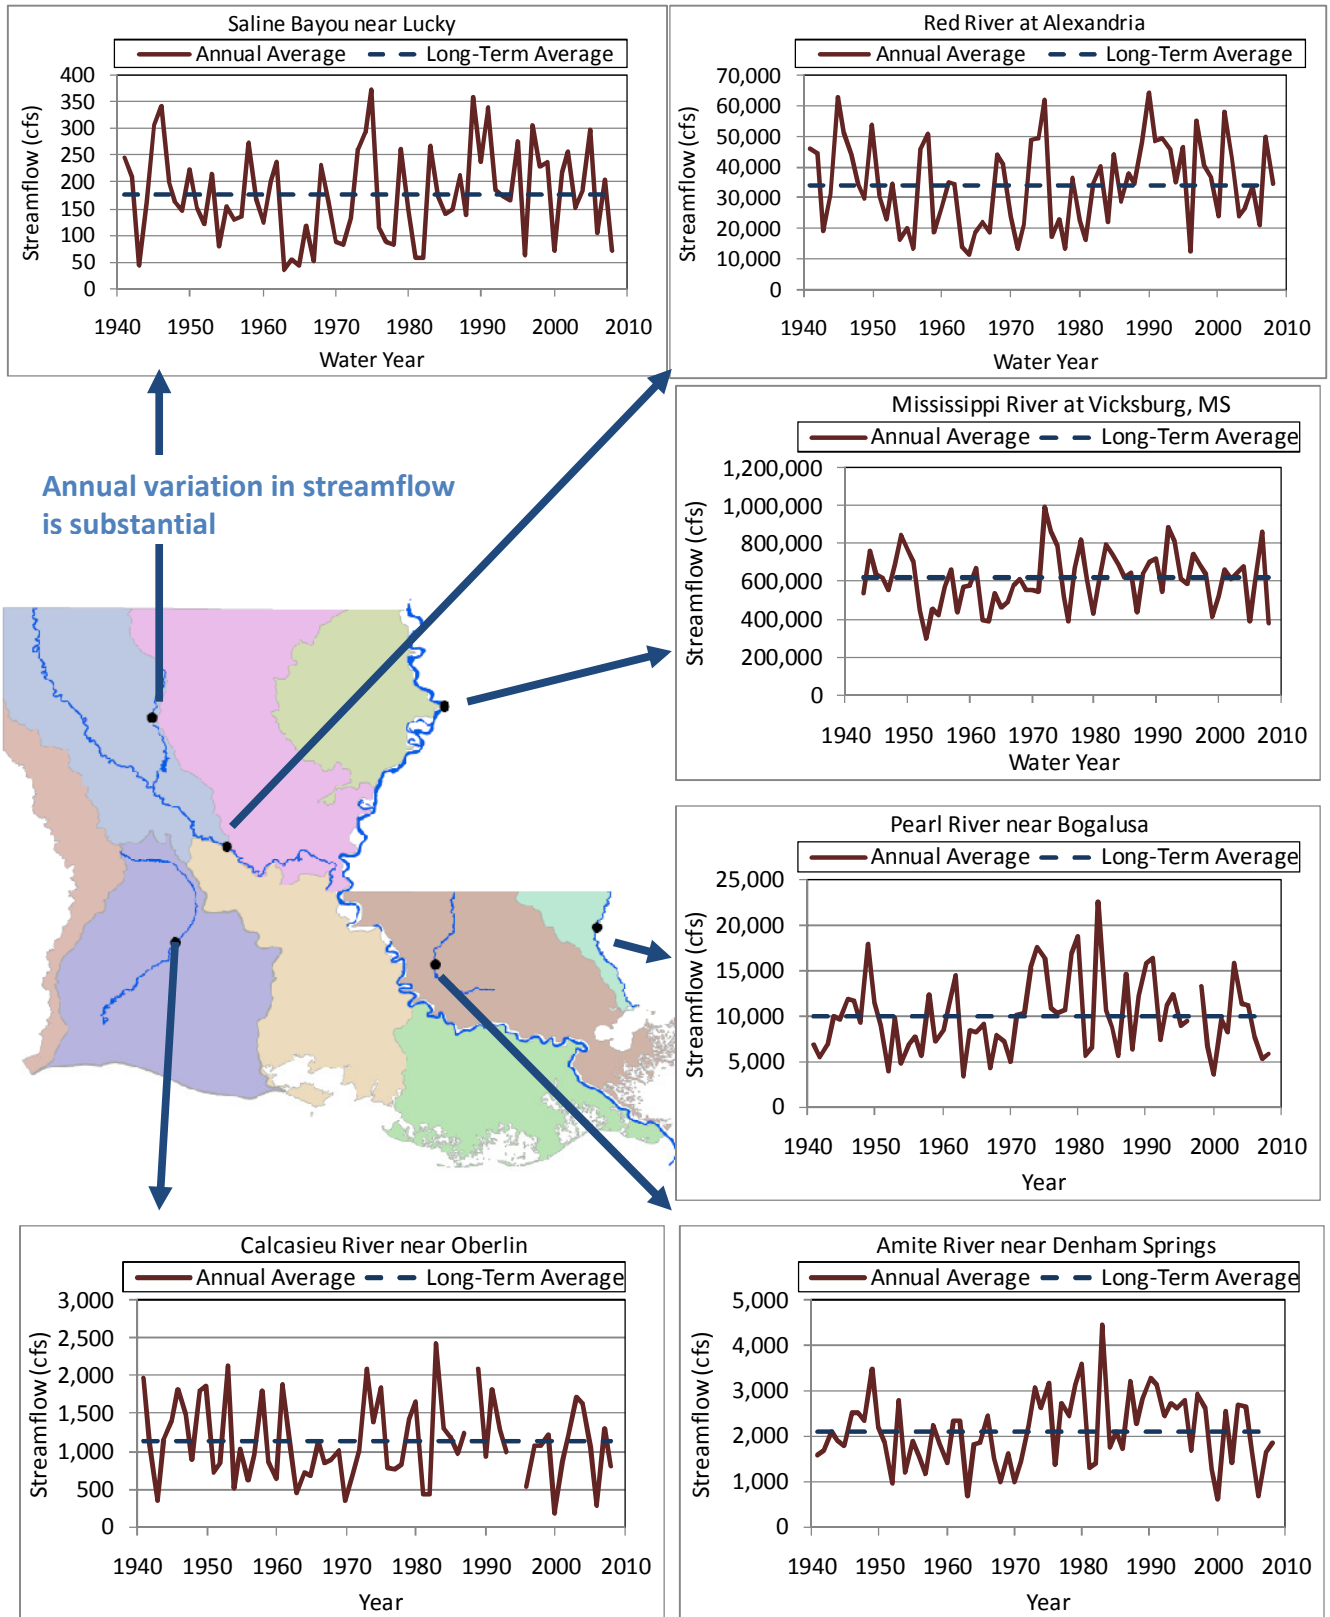 Saline Bayou near Lucky
Annual Average Long-Term Average
Streamflow (cfs)
400
350
300
250
200
150
100
50
0
1940 1950 1960 1970 1980 1990 2000 2010
Water Year
Red River at Alexandria
Annual Average Long-Term Average
Streamflow (cfs)
70,000
60,000
50,000
40,000
30,000
20,000
10,000
0
1940 1950 1960 1970 1980 1990 2000 2010
Water Year
Annual variation in streamflow
is substantial
Mississippi River at Vicksburg, MS
Annual Average Long-Term Average
Streamflow (cfs)
1,200,000
1,000,000
800,000
600,000
400,000
200,000
0
1940 1950 1960 1970 1980 1990 2000 2010
Water Year
Pearl River near Bogalusa
Annual Average Long-Term Average
Streamflow (cfs)
25,000
20,000
15,000
10,000
5,000
0
1940 1950 1960 1970 1980 1990 2000 2010
Year
Calcasieu River near Oberlin
Annual Average Long-Term Average
Streamflow (cfs)
3,000
2,500
2,000
1,500
1,000
500
0
1940 1950 1960 1970 1980 1990 2000 2010
Year
Amite River near Denham Springs
Annual Average Long-Term Average
Streamflow (cfs)
5,000
4,000
3,000
2,000
1,000
0
1940 1950 1960 1970 1980 1990 2000 2010
Year